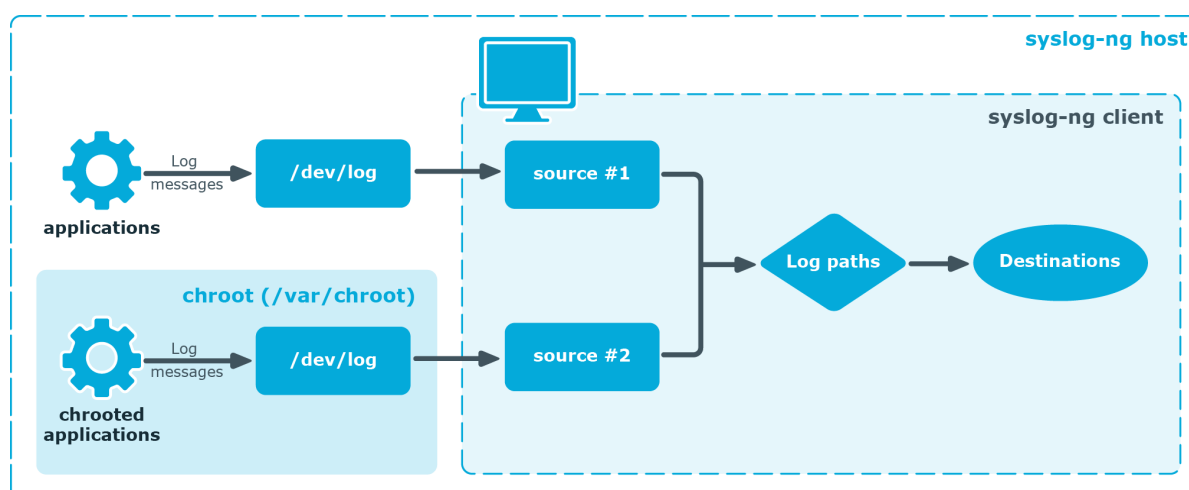 syslog-ng host
syslog-ng client
Log
messages
/dev/log
source #1
applications
Log paths
Destinations
chroot (/var/chroot)
Log
messages
/dev/log
source #2
chrooted
applications